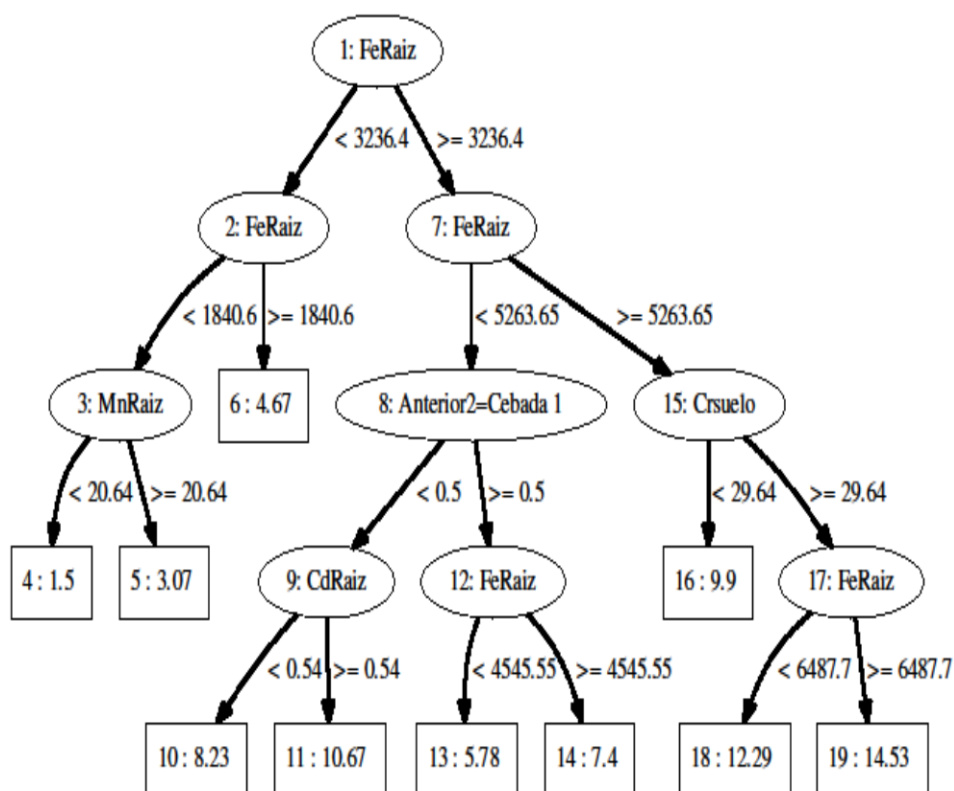 1: FeRaiz
< 3236.4 >= 3236.4
2: FeRaiz 7: FeRaiz
< 1840.6 >= 1840.6 < 5263.65 >= 5263.65
3: MnRaiz 6 : 4.67 8: Anterior2=Cebada 1 15: Crsuelo
< 20.64 >= 20.64 < 0.5 >= 0.5 < 29.64 >= 29.64
4 : 1.5 5 : 3.07 9: CdRaiz 12: FeRaiz 16 : 9.9 17: FeRaiz
< 0.54 >= 0.54 < 4545.55 >= 4545.55 < 6487.7 >= 6487.7
10 : 8.23 11 : 10.67 13 : 5.78 14 : 7.4 18 : 12.29 19 : 14.53